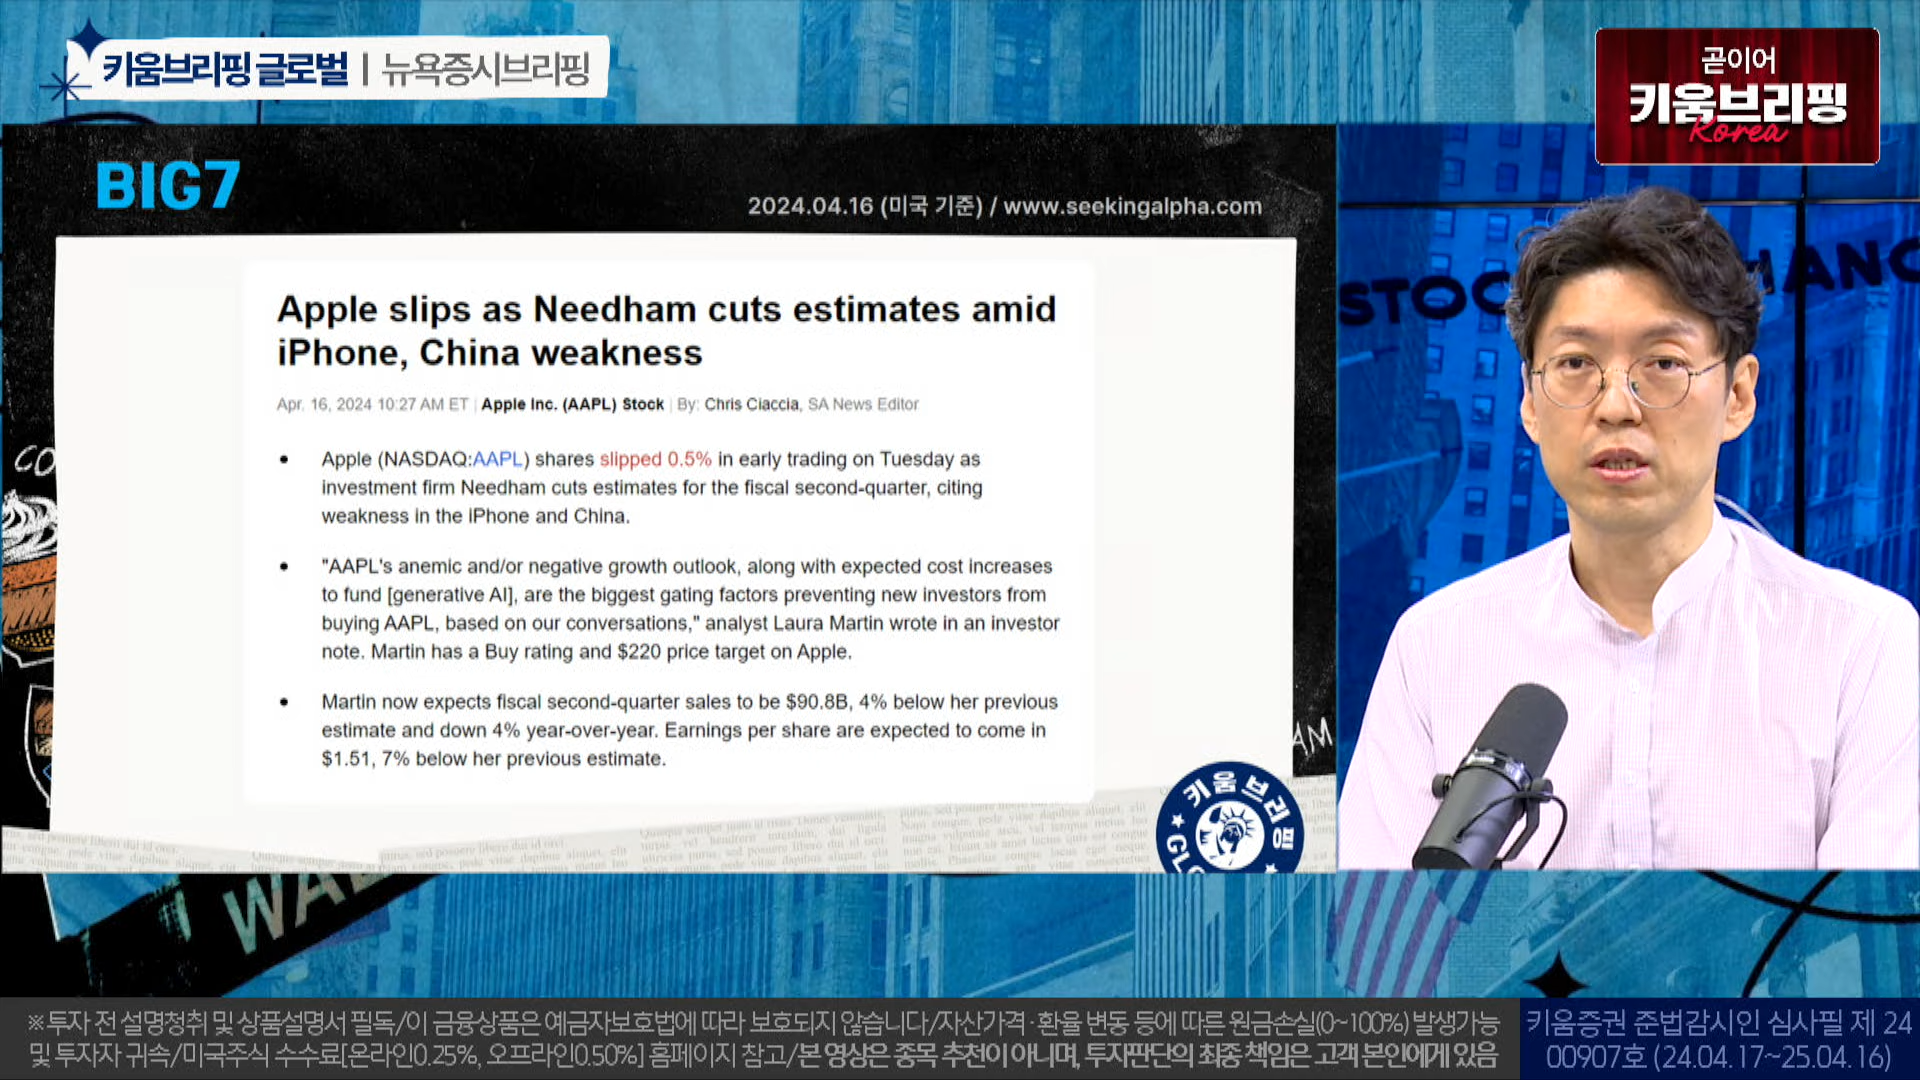 키움브리핑 글로벌 | 뉴욕증시브리핑
곧이어
키움브리핑
Korea
BIG7
2024.04.16 (미국 기준) / www.seekingalpha.com
Apple slips as Needham cuts estimates amid
iPhone, China weakness
Apr. 16, 2024 10:27 AM ET | Apple Inc. (AAPL) Stock | By: Chris Ciaccia, SA News Editor
• Apple (NASDAQ:AAPL) shares slipped 0.5% in early trading on Tuesday as
investment firm Needham cuts estimates for the fiscal second-quarter, citing
weakness in the iPhone and China.
• "AAPL's anemic and/or negative growth outlook, along with expected cost increases
to fund [generative AI], are the biggest gating factors preventing new investors from
buying AAPL, based on our conversations," analyst Laura Martin wrote in an investor
note. Martin has a Buy rating and $220 price target on Apple.
• Martin now expects fiscal second-quarter sales to be $90.8B, 4% below her previous
estimate and down 4% year-over-year. Earnings per share are expected to come in
$1.51, 7% below her previous estimate.
키움브리핑
STOC
HANC
CO
AM
※투자 전 설명청취 및 상품설명서 필독/이 금융상품은 예금자보호법에 따라 보호되지 않습니다/자산가격·환율 변동 등에 따른 원금손실(0~100%) 발생가능
및 투자자 귀속/미국주식 수수료[온라인0.25%, 오프라인0.50%] 홈페이지 참고/본 영상은 종목 추천이 아니며, 투자판단의 최종 책임은 고객 본인에게 있음
키움증권 준법감시인 심사필 제 24
00907호 (24.04.17~25.04.16)